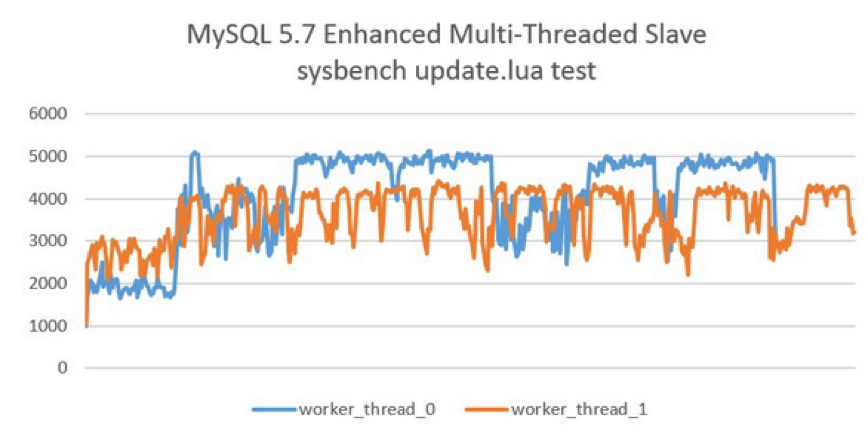 MySQL 5.7 Enhanced Multi-Threaded Slave
sysbench update.lua test
6000
5000
4000
3000
2000
1000
0
worker_thread_0 worker_thread_1